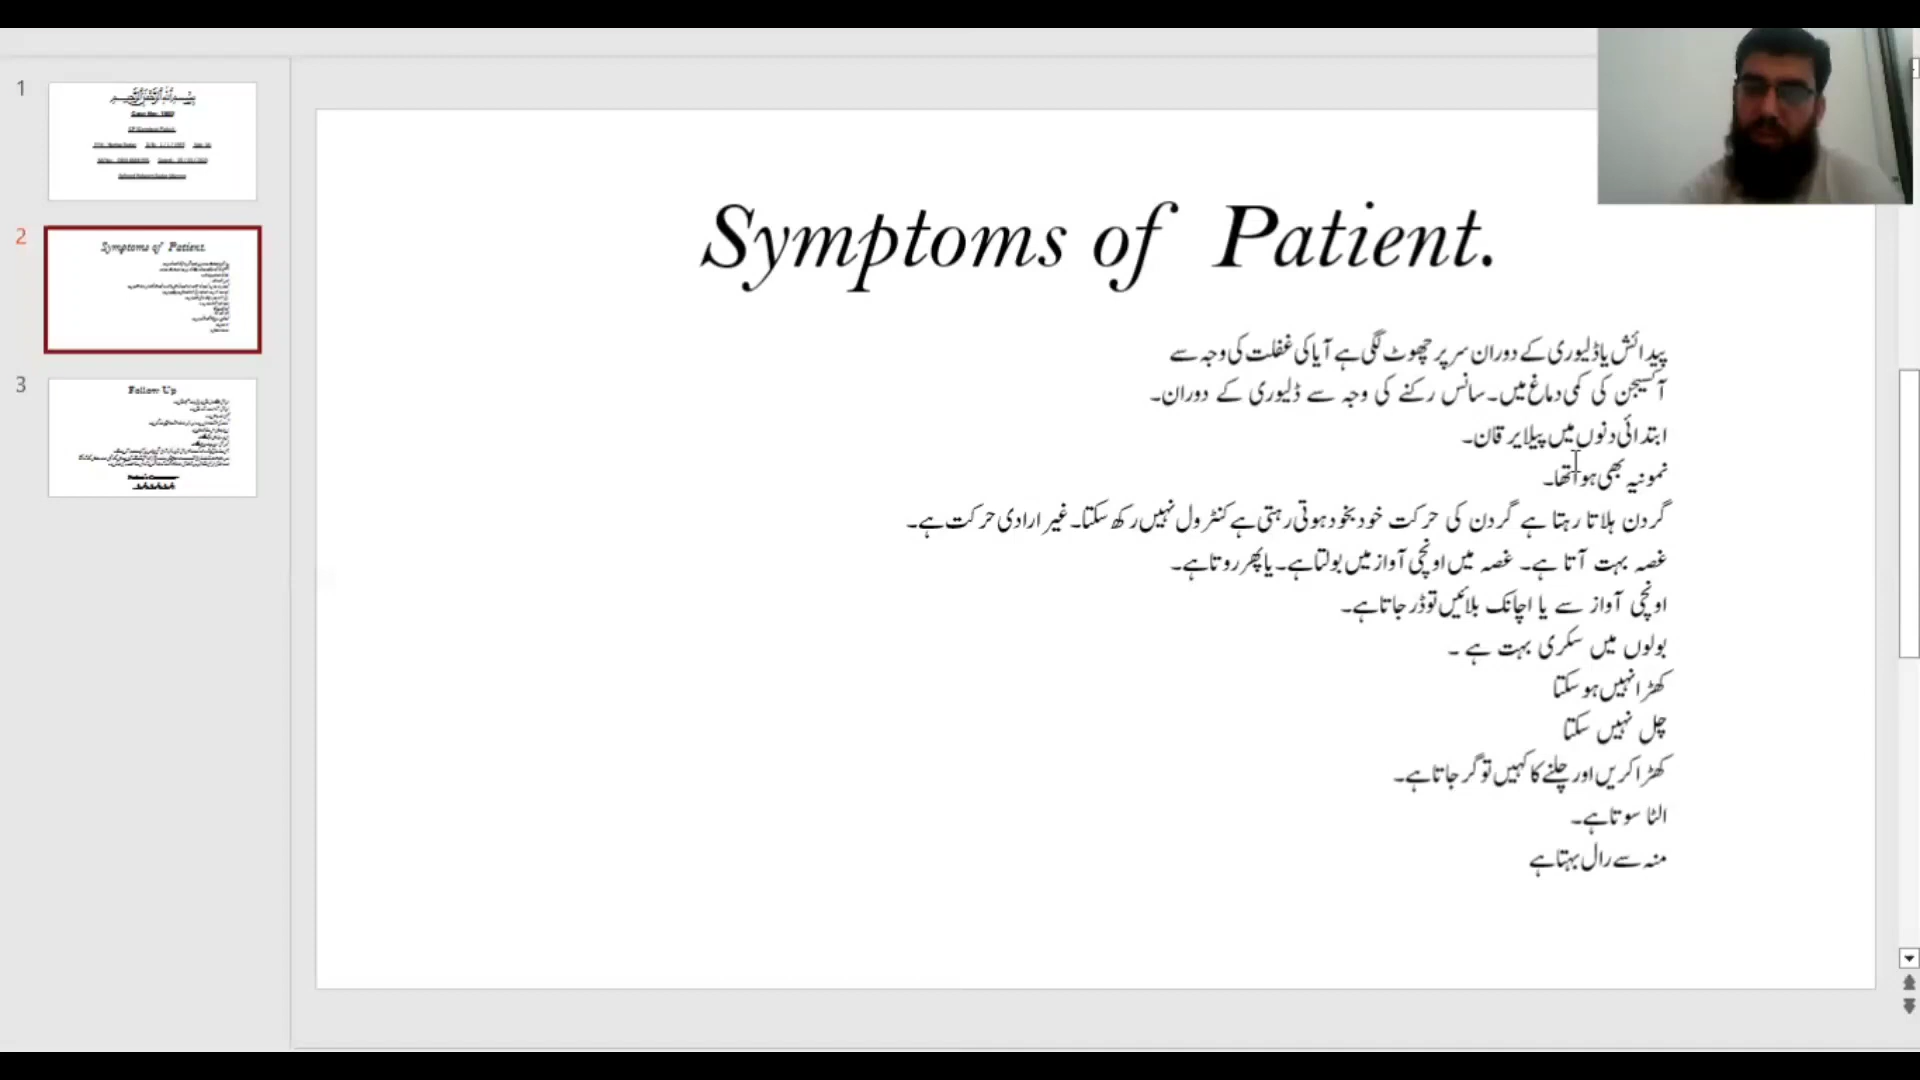 1
2
3
Symptoms of Patient.
پیدائش یا ڈلیوری کے دوران سر پر چھوٹ لگی ہے آیا کی غفلت کی وجہ سے
آکسیجن کی کمی دماغ میں۔ سانس رکنے کی وجہ سے ڈلیوری کے دوران۔
ابتدائی دنوں میں پیلا یرقان۔
نمونیہ بھی ہوا تھا۔
گردن ہلاتا رہتا ہے گردن کی حرکت خود بخود ہوتی رہتی ہے کنٹرول نہیں رکھ سکتا۔ غیر ارادی حرکت ہے۔
غصہ بہت آتا ہے۔ غصہ میں اونچی آواز میں بولتا ہے۔ یا پھر روتا ہے۔
اونچی آواز سے یا اچانک بلائیں تو ڈر جاتا ہے۔
بولوں میں سکری بہت ہے ۔
کھڑا نہیں ہو سکتا
چل نہیں سکتا
کھڑا کریں اور چلنے کا کہیں تو گر جاتا ہے۔
الٹا سوتا ہے۔
منہ سے رال بہتا ہے
Symptoms of Patient.
Follow Up